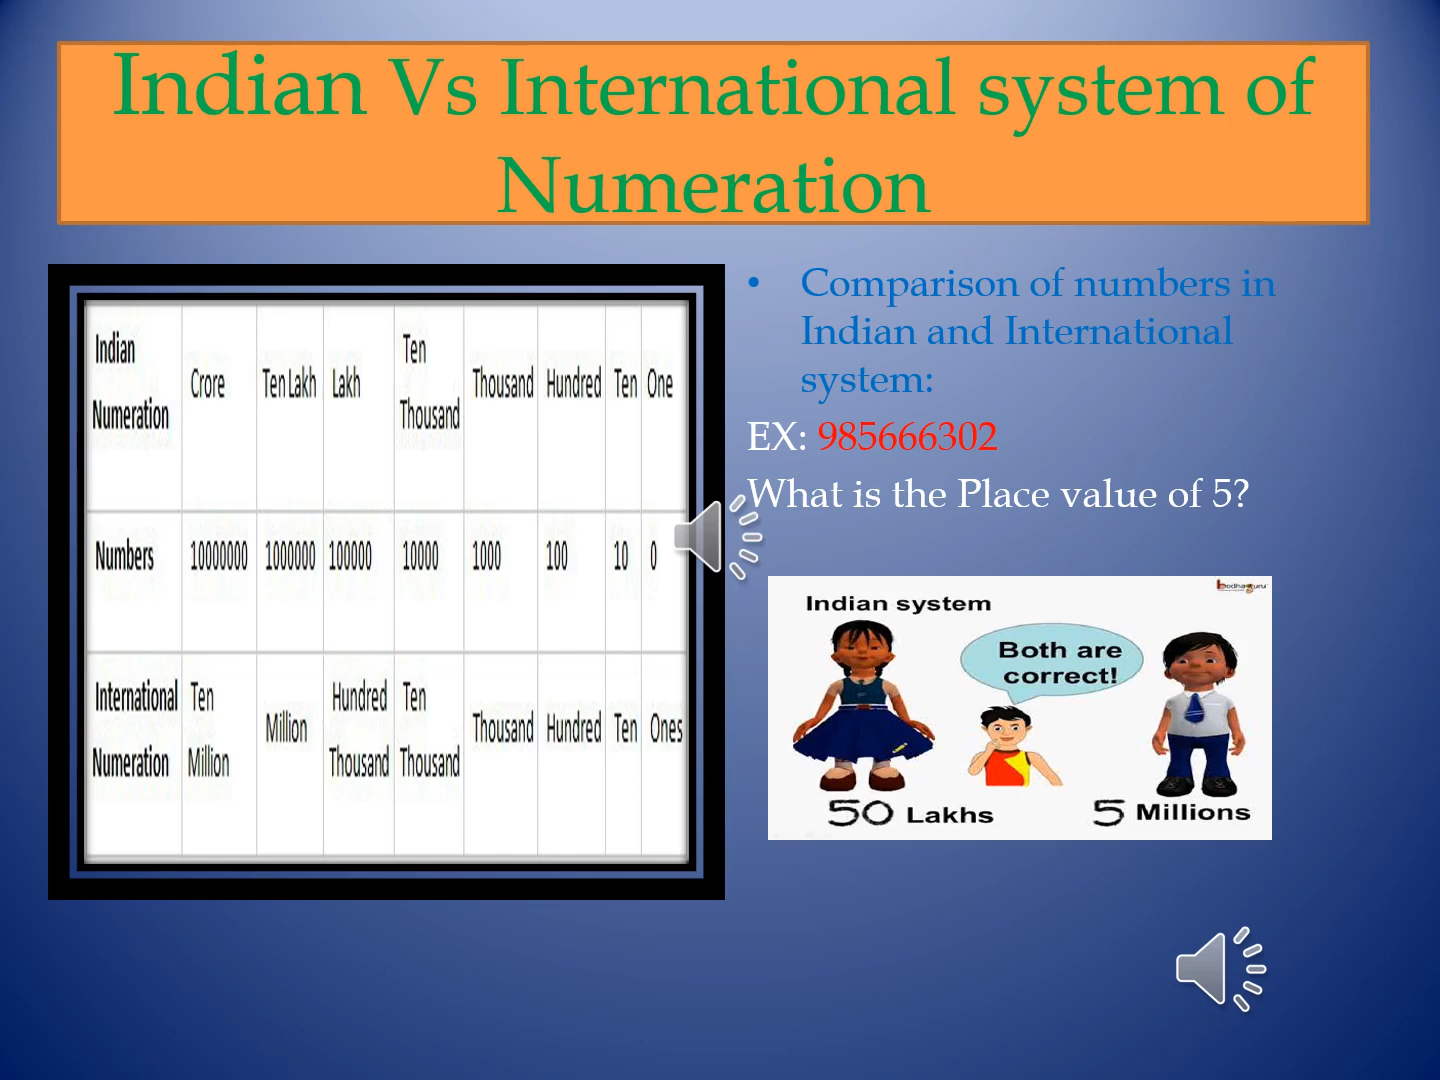 Indian Vs International system of
Numeration
Indian
Numeration
Crore
Ten Lakh
Lakh
Ten
Thousand
Thousand
Hundred
Ten
One
Numbers
10000000
1000000
100000
10000
1000
100
10
0
International
Numeration
Ten
Million
Million
Hundred
Thousand
Ten
Thousand
Thousand
Hundred
Ten
Ones
• Comparison of numbers in
Indian and International
system:
EX: 985666302
What is the Place value of 5?
Indian system
Both are
correct!
50 Lakhs
5 Millions